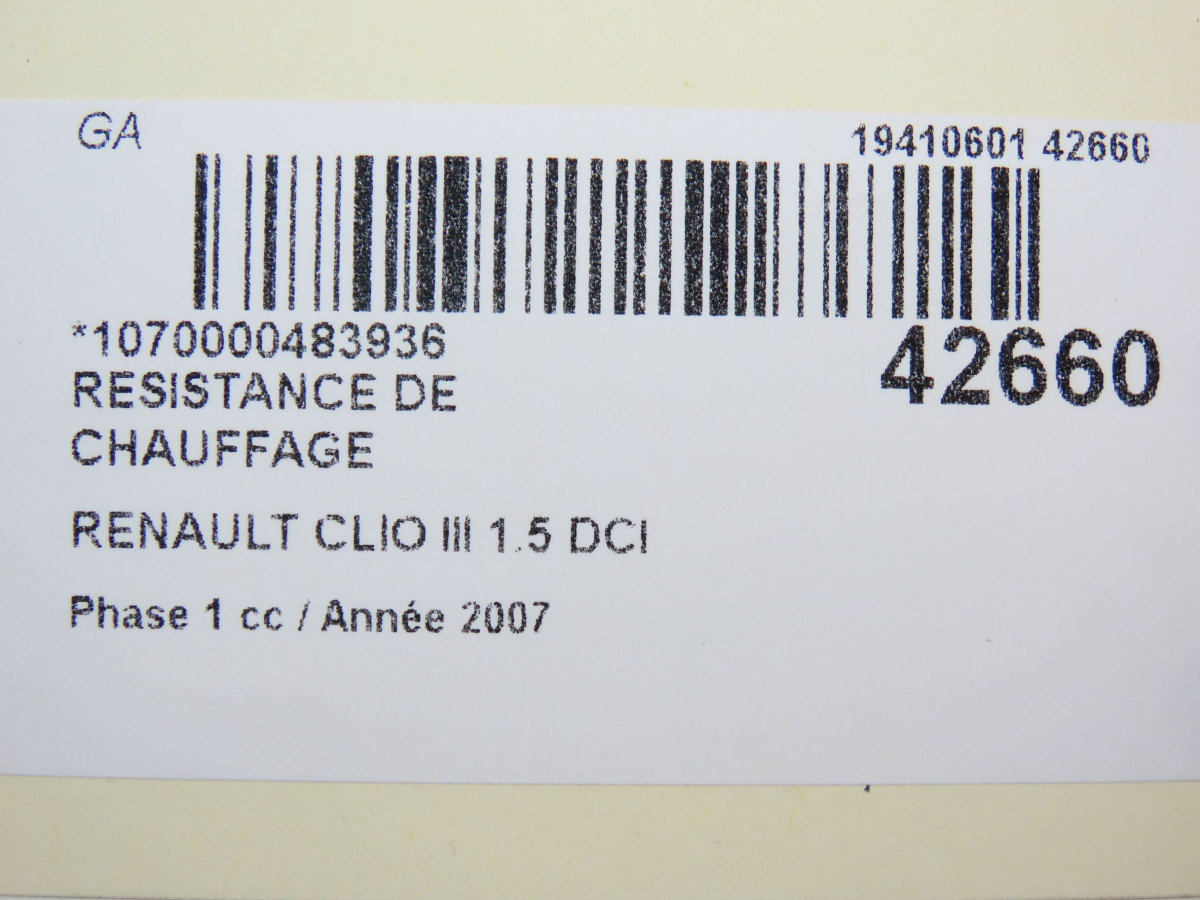 GA
19410601 42660
*1070000483936
42660
RESISTANCE DE
CHAUFFAGE
RENAULT CLIO III 1.5 DCI
Phase 1 cc / Année 2007